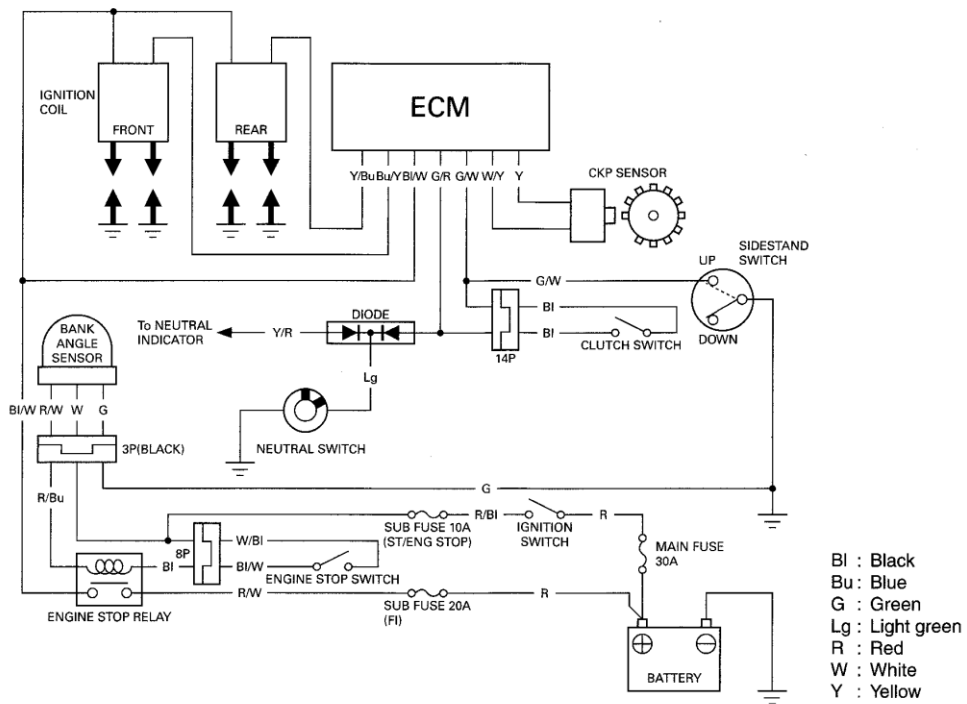 IGNITION
COIL
FRONT
REAR
ECM
Y/Bu Bu/Y Bl/W G/R G/W W/Y Y
CKP SENSOR
SIDESTAND
SWITCH
UP
DOWN
G/W
Bl
Bl
CLUTCH SWITCH
14P
DIODE
To NEUTRAL
INDICATOR
Y/R
Lg
NEUTRAL SWITCH
BANK
ANGLE
SENSOR
Bl/W R/W W G
3P(BLACK)
R/Bu
G
SUB FUSE 10A
(ST/ENG STOP)
R/Bl
IGNITION
SWITCH
R
MAIN FUSE
30A
8P
W/Bl
Bl
Bl/W
ENGINE STOP SWITCH
ENGINE STOP RELAY
R/W
SUB FUSE 20A
(FI)
R
BATTERY
Bl : Black
Bu : Blue
G : Green
Lg : Light green
R : Red
W : White
Y : Yellow